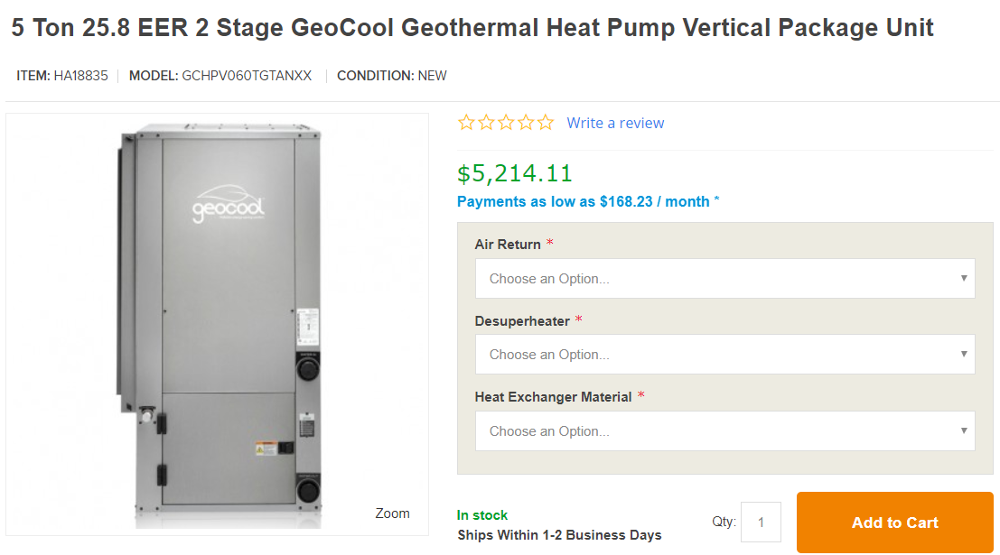 5 Ton 25.8 EER 2 Stage GeoCool Geothermal Heat Pump Vertical Package Unit
ITEM: HA18835
MODEL: GCHPV060TGTANXX
CONDITION: NEW
geocool
Zoom
Write a review
$5,214.11
Payments as low as $168.23 / month *
Air Return *
Choose an Option...
Desuperheater *
Choose an Option...
Heat Exchanger Material *
Choose an Option...
In stock
Ships Within 1-2 Business Days
Qty: 1
Add to Cart